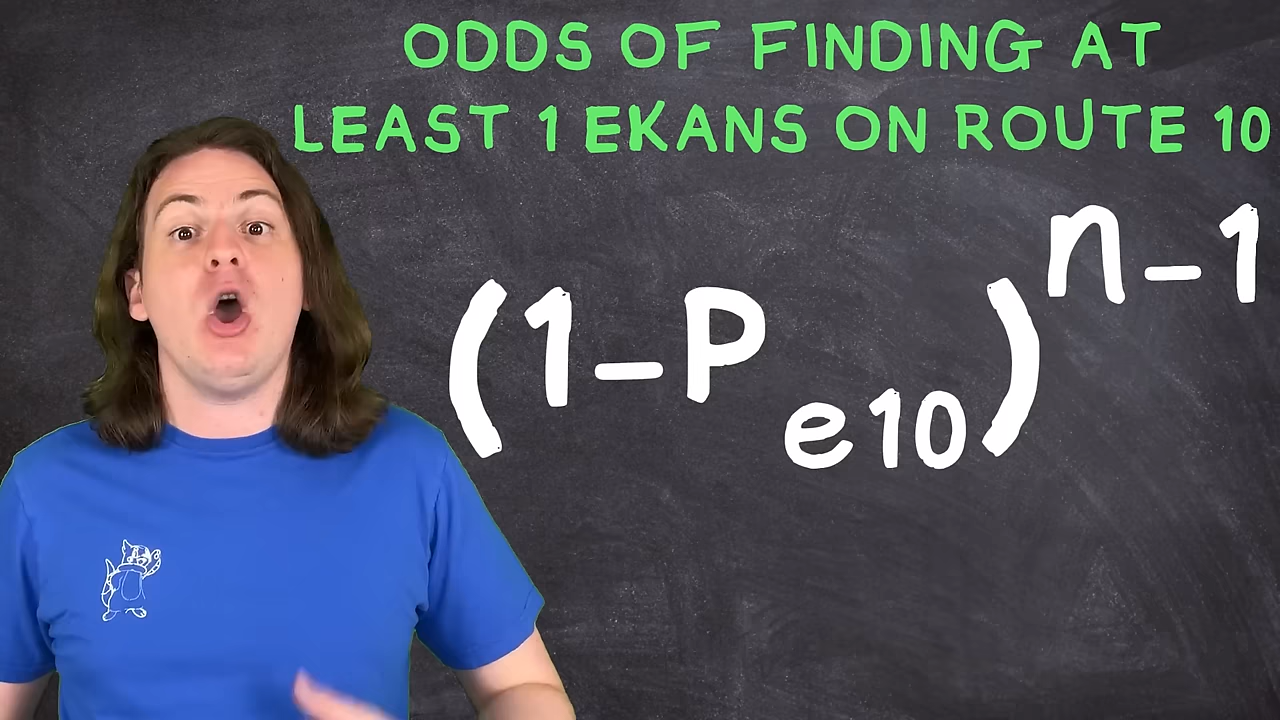 ODDS OF FINDING AT
LEAST 1 EKANS ON ROUTE 10
(1-P e10)n-1